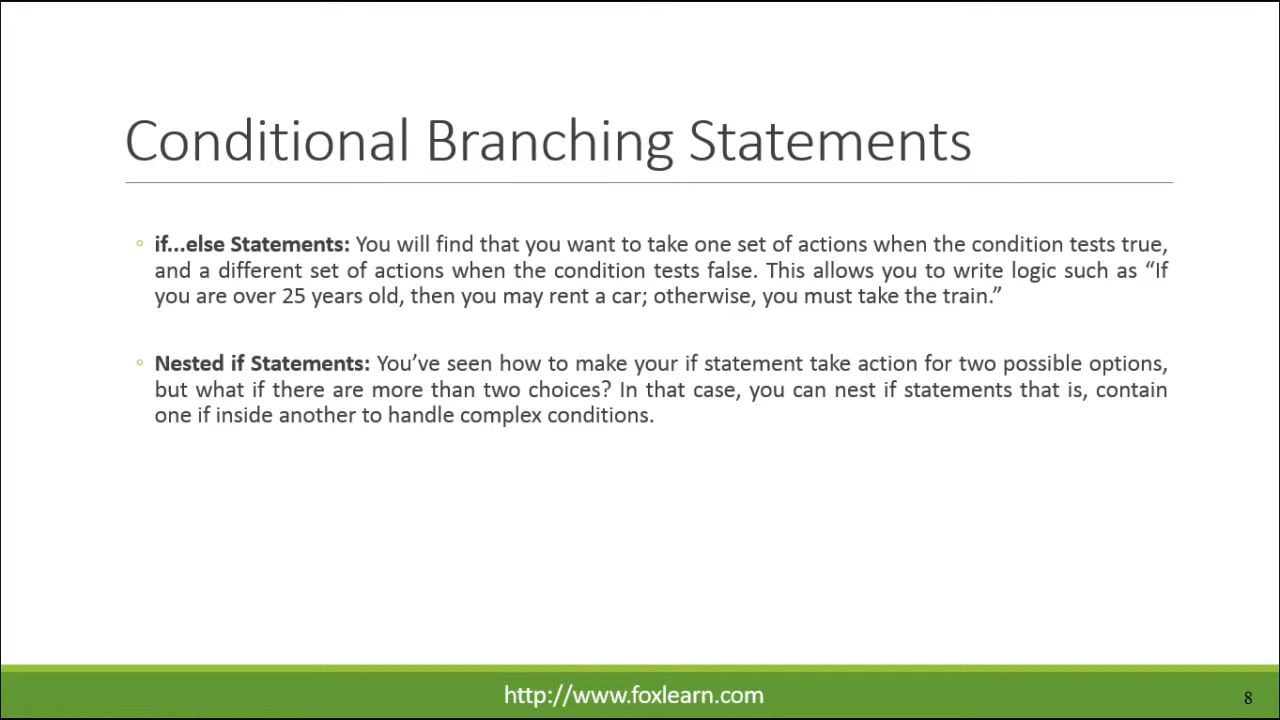 Conditional Branching Statements
◦ if...else Statements: You will find that you want to take one set of actions when the condition tests true,
and a different set of actions when the condition tests false. This allows you to write logic such as “If
you are over 25 years old, then you may rent a car; otherwise, you must take the train.”
◦ Nested if Statements: You’ve seen how to make your if statement take action for two possible options,
but what if there are more than two choices? In that case, you can nest if statements that is, contain
one if inside another to handle complex conditions.
http://www.foxlearn.com
8